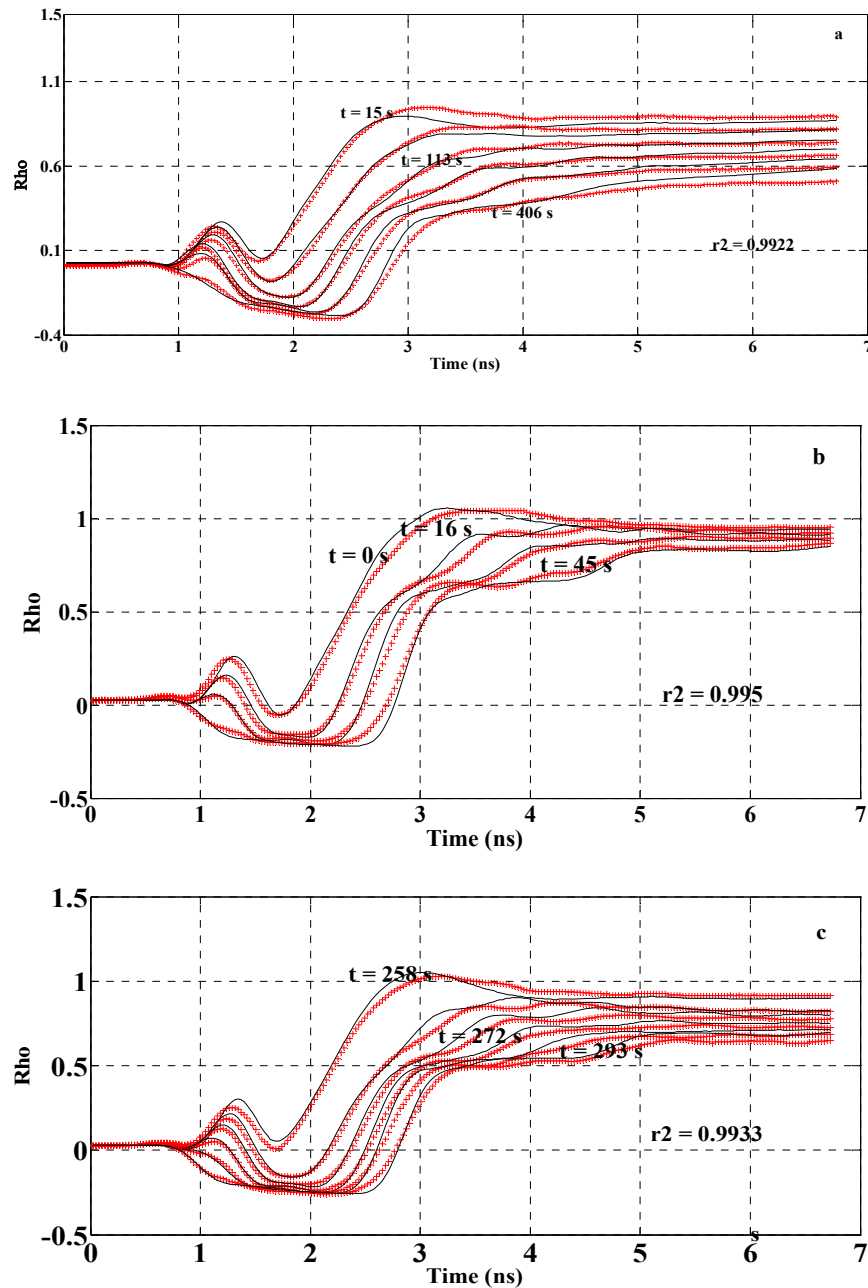 1.5
a
1.1
t = 15 s
0.6
t = 113 s
Rho
t = 406 s
0.1
r2 = 0.9922
-0.4
0 1 2 3 4 5 6 7
Time (ns)
1.5
b
1
t = 16 s
t = 0 s
t = 45 s
0.5
Rho
r2 = 0.995
0
-0.5
0 1 2 3 4 5 6 7
Time (ns)
1.5
c
1
t = 258 s
0.5
t = 272 s
t = 293 s
Rho
r2 = 0.9933
0
-0.5
s
0 1 2 3 4 5 6 7
Time (ns)